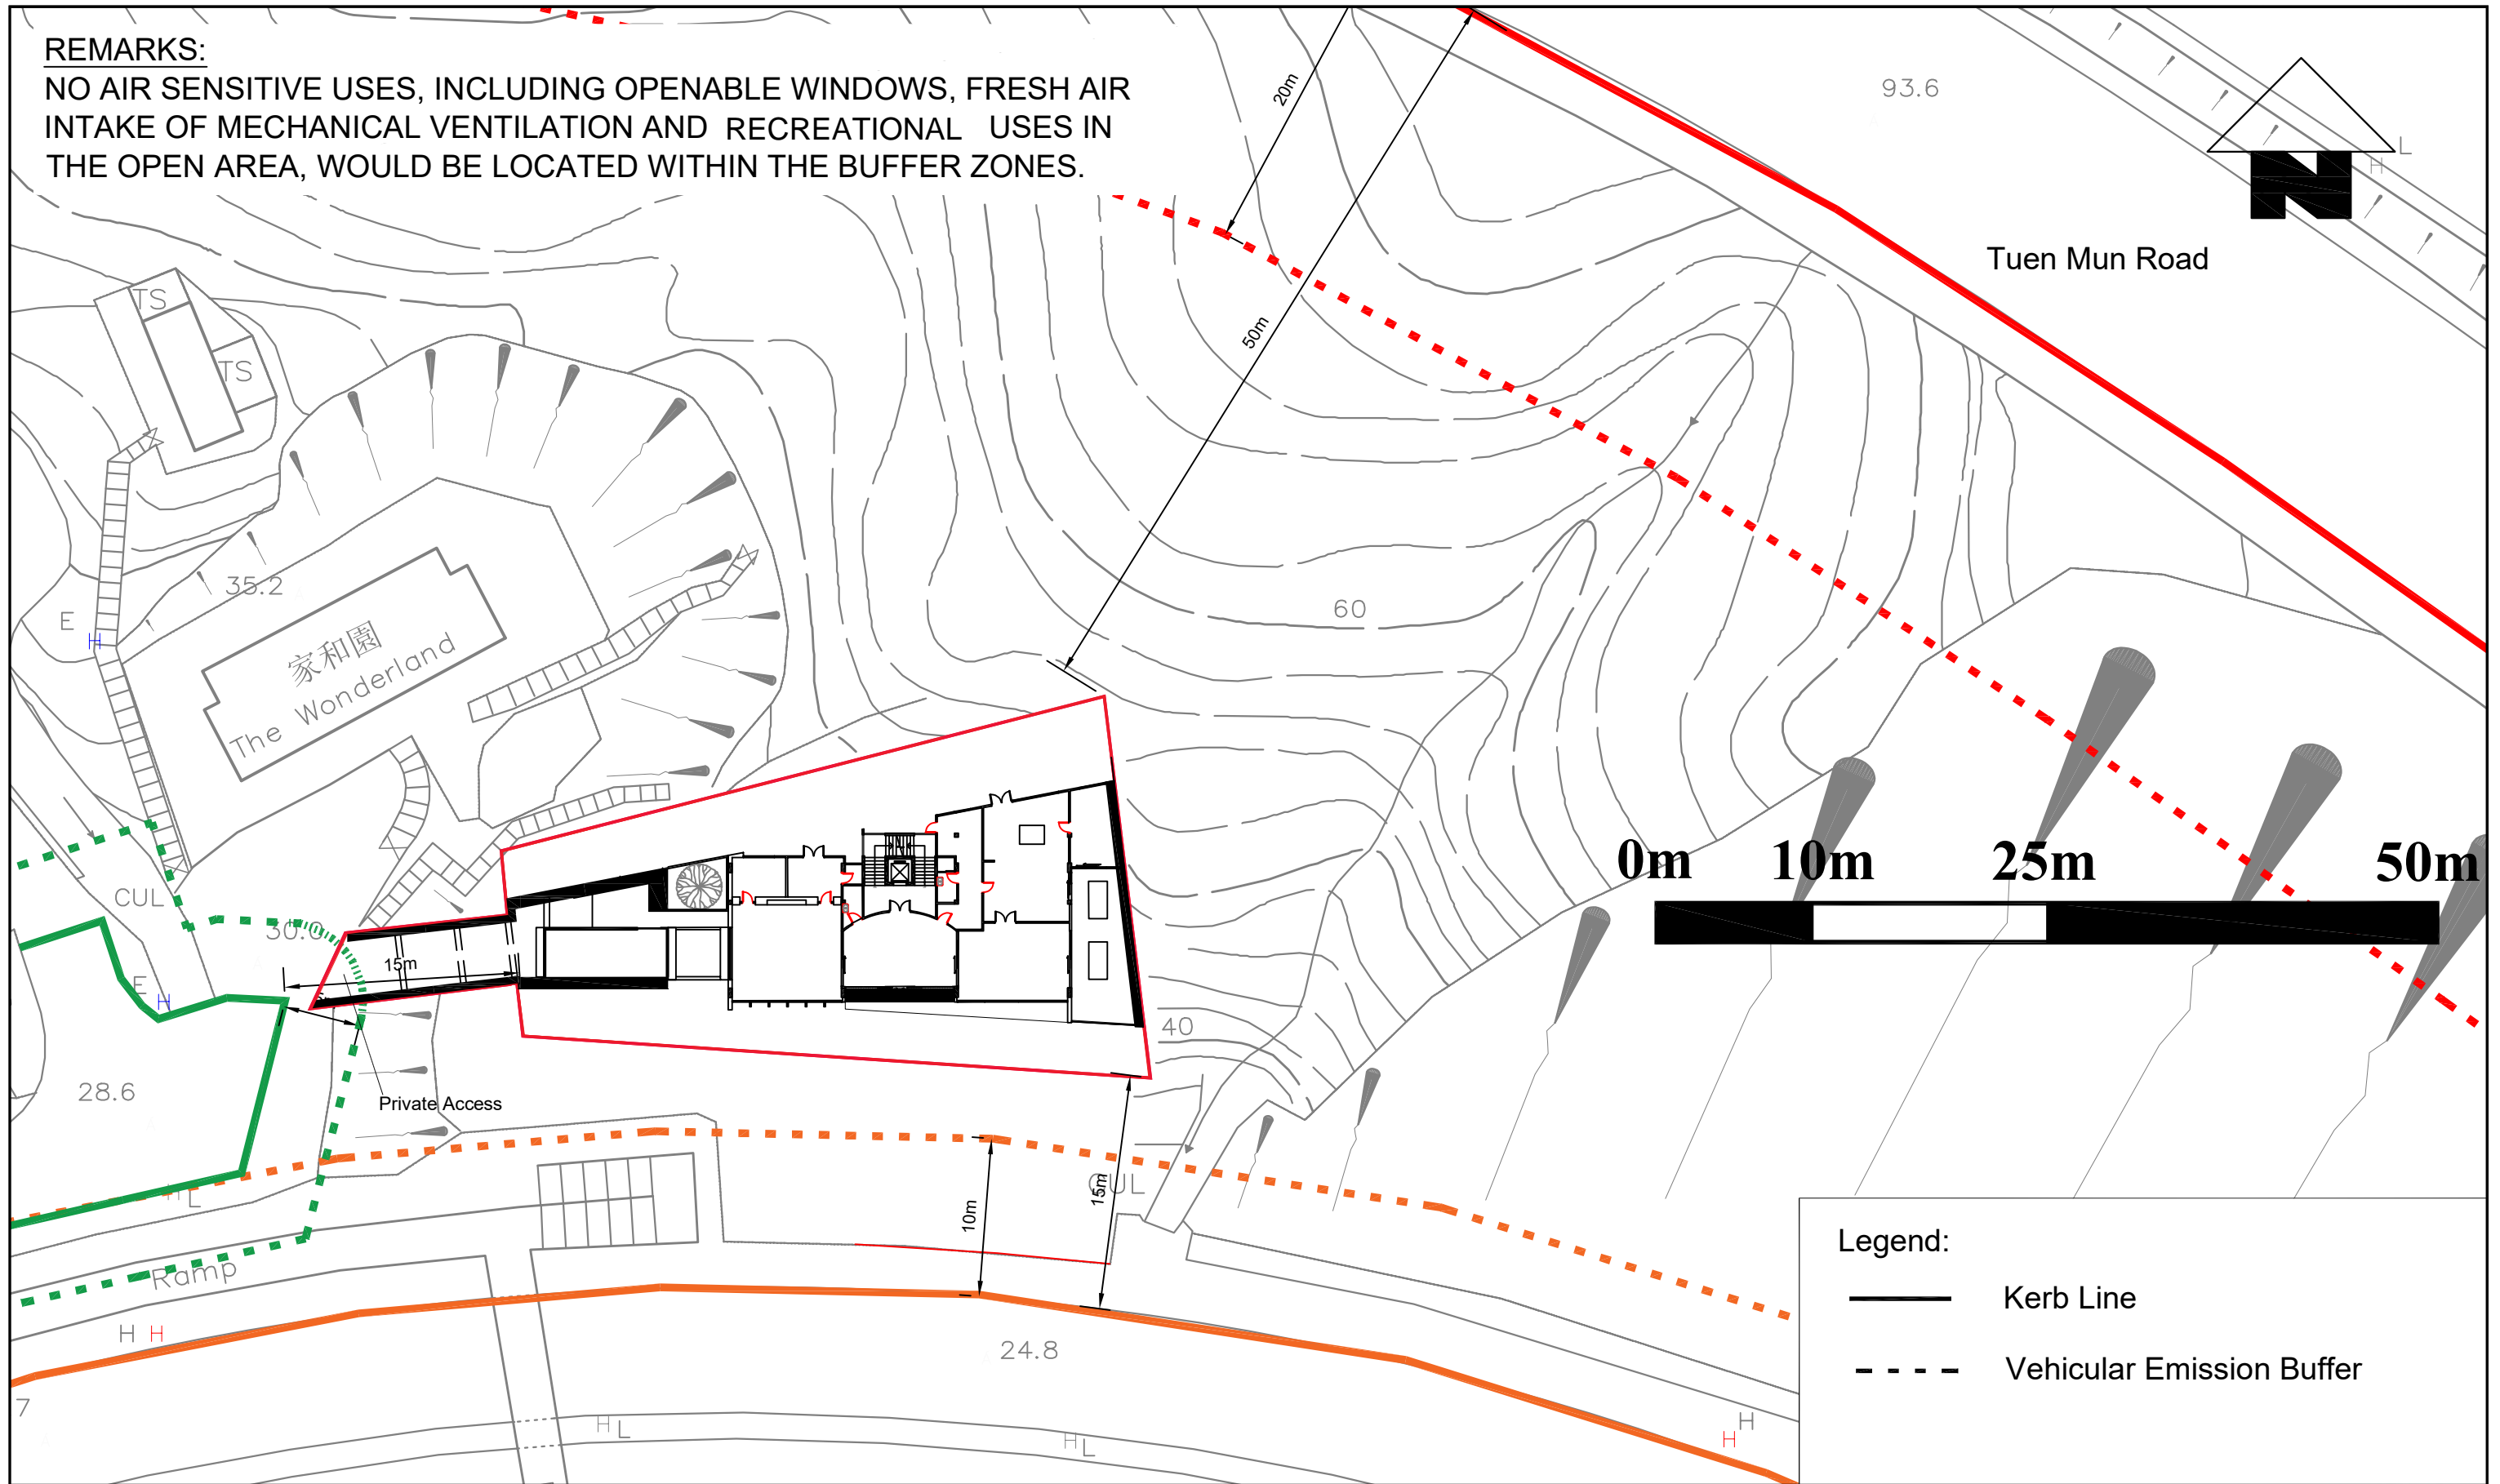 REMARKS:
NO AIR SENSITIVE USES, INCLUDING OPENABLE WINDOWS, FRESH AIR
INTAKE OF MECHANICAL VENTILATION AND RECREATIONAL USES IN
THE OPEN AREA, WOULD BE LOCATED WITHIN THE BUFFER ZONES.
20m
93.6
L
H
N
Tuen Mun Road
TS
TS
50m
35.2
E
H
家和園
The Wonderland
60
0m 10m 25m 50m
CUL
30.0
15m
E
H
40
28.6
Private Access
CUL
15m
10m
H L
Ramp
H H
24.8
7
H L
H L
H
H
Legend:
Kerb Line
Vehicular Emission Buffer